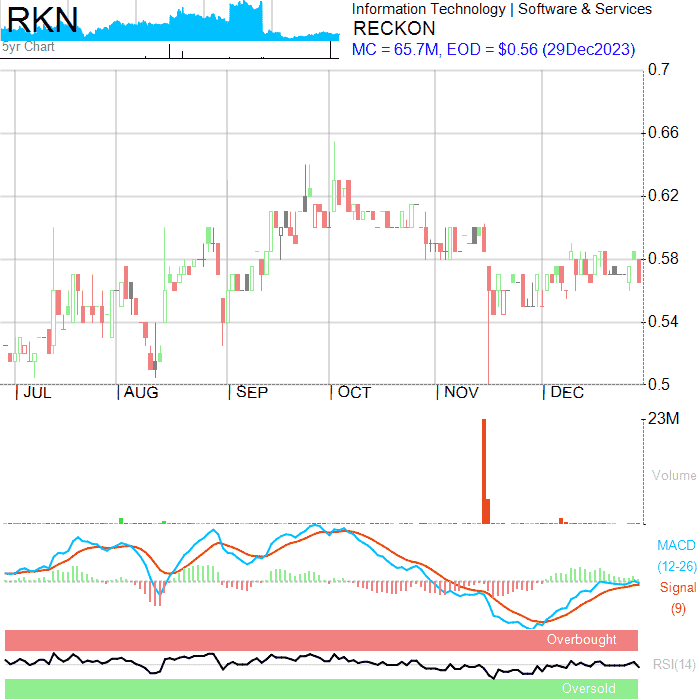 RKN
5yr Chart
Information Technology | Software & Services
RECKON
MC = 65.7M, EOD = $0.56 (29Dec2023)
0.7
0.66
0.62
0.58
0.54
0.5
JUL AUG SEP OCT NOV DEC
23M
Volume
MACD
(12-26)
Signal
(9)
Overbought
RSI(14)
Oversold